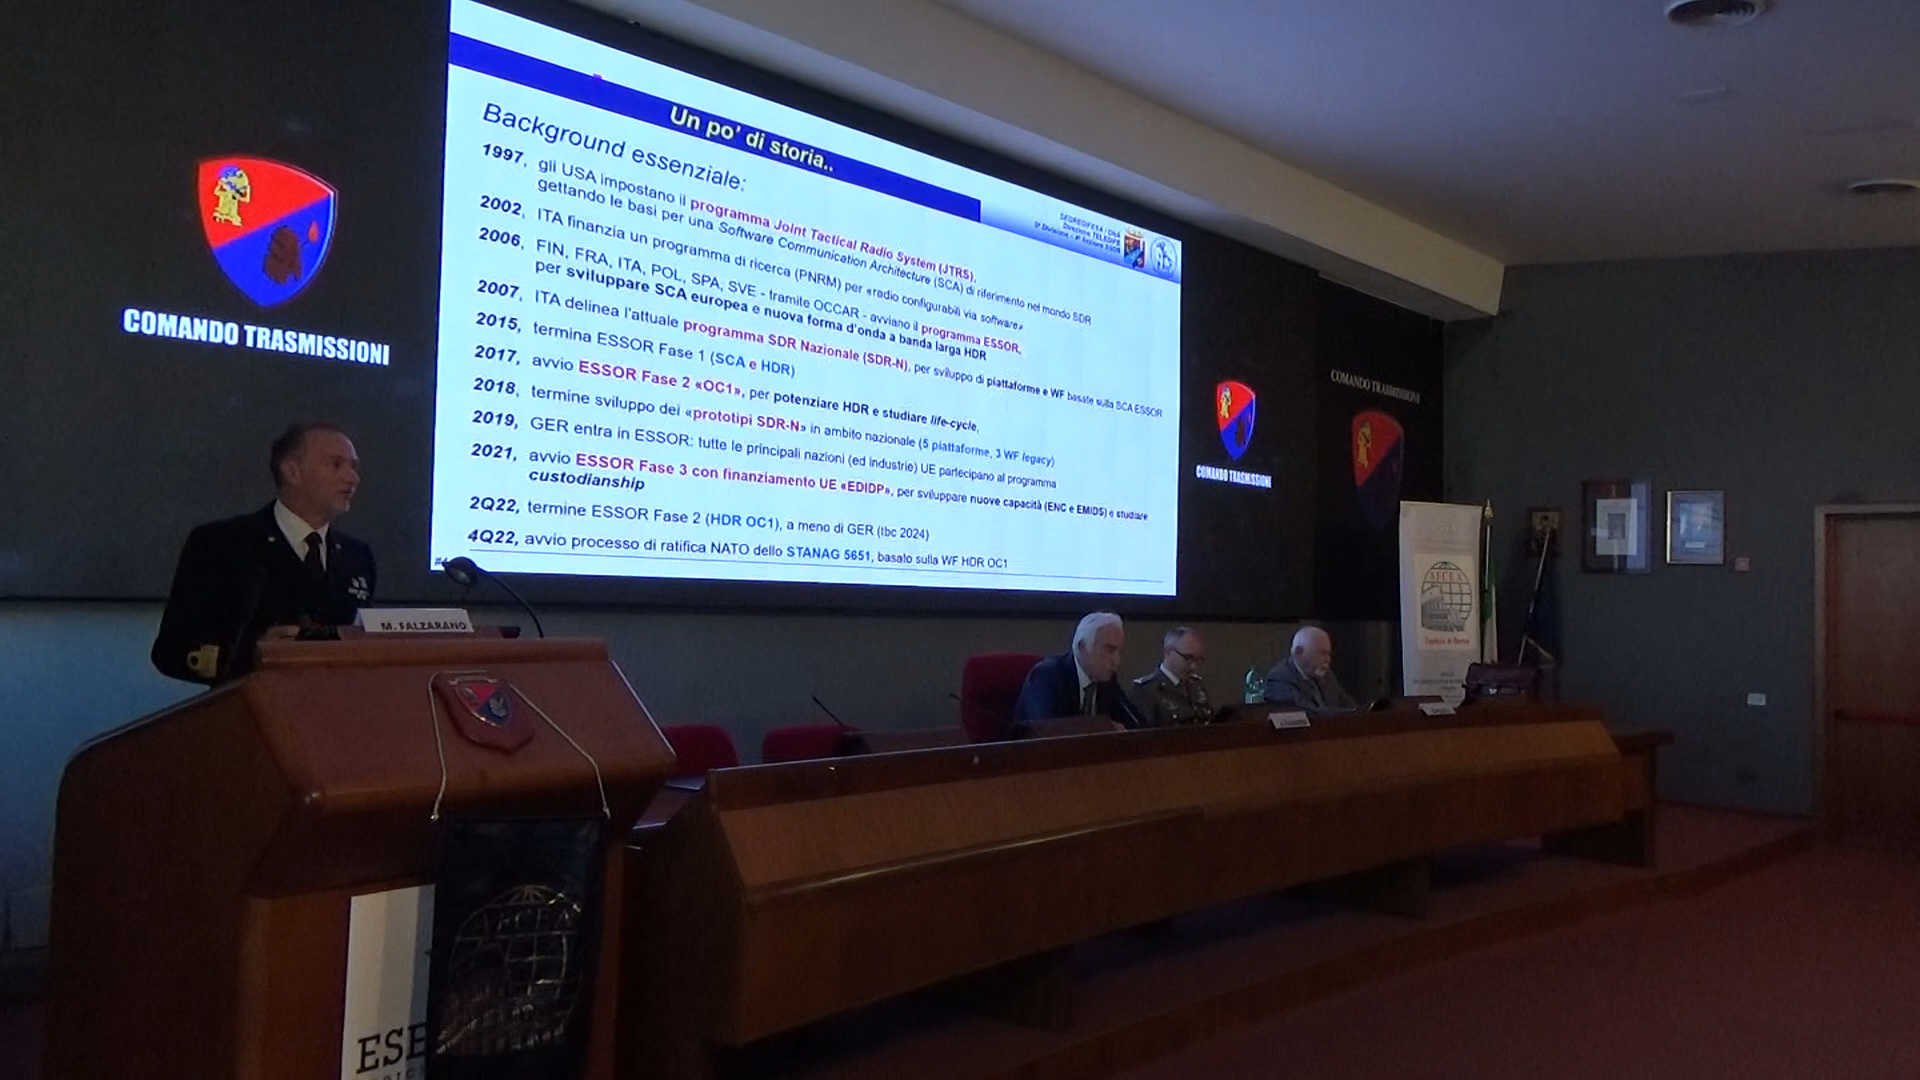 Un po' di storia..
SEGREDIFESA / DNA
Direzione TELEDIFE
Background essenziale:
1997, gli USA impostano il programma Joint Tactical Radio System (JTRS),
gettando le basi per una Software Communication Architecture (SCA) di riferimento nel mondo SDR
2002, ITA finanzia un programma di ricerca (PNRM) per «radio configurabili via software»
2006, FIN, FRA, ITA, POL, SPA, SVE - tramite OCCAR - avviano il programma ESSOR,
per sviluppare SCA europea e nuova forma d'onda a banda larga HDR
2007, ITA delinea l'attuale programma SDR Nazionale (SDR-N), per sviluppo di piattaforme e WF basate sulla SCA ESSOR
2015, termina ESSOR Fase 1 (SCA e HDR)
2017, avvio ESSOR Fase 2 «OC1», per potenziare HDR e studiare life-cycle,
2018, termine sviluppo dei «prototipi SDR-N» in ambito nazionale (5 piattaforme, 3 WF legacy)
2019, GER entra in ESSOR: tutte le principali nazioni (ed industrie) UE partecipano al programma
2021, avvio ESSOR Fase 3 con finanziamento UE «EDIDP», per sviluppare nuove capacità (ENC e EMIDS) e studiare
custodianship
2Q22, termine ESSOR Fase 2 (HDR OC1), a meno di GER (tbc 2024)
4Q22, avvio processo di ratifica NATO dello STANAG 5651, basato sulla WF HDR OC1
COMANDO TRASMISSIONI
COMANDO TRASMISSIONI
COMANDO TRASMISSIONI
M. FALZARANO
AFCEA
AFCEA
ESE